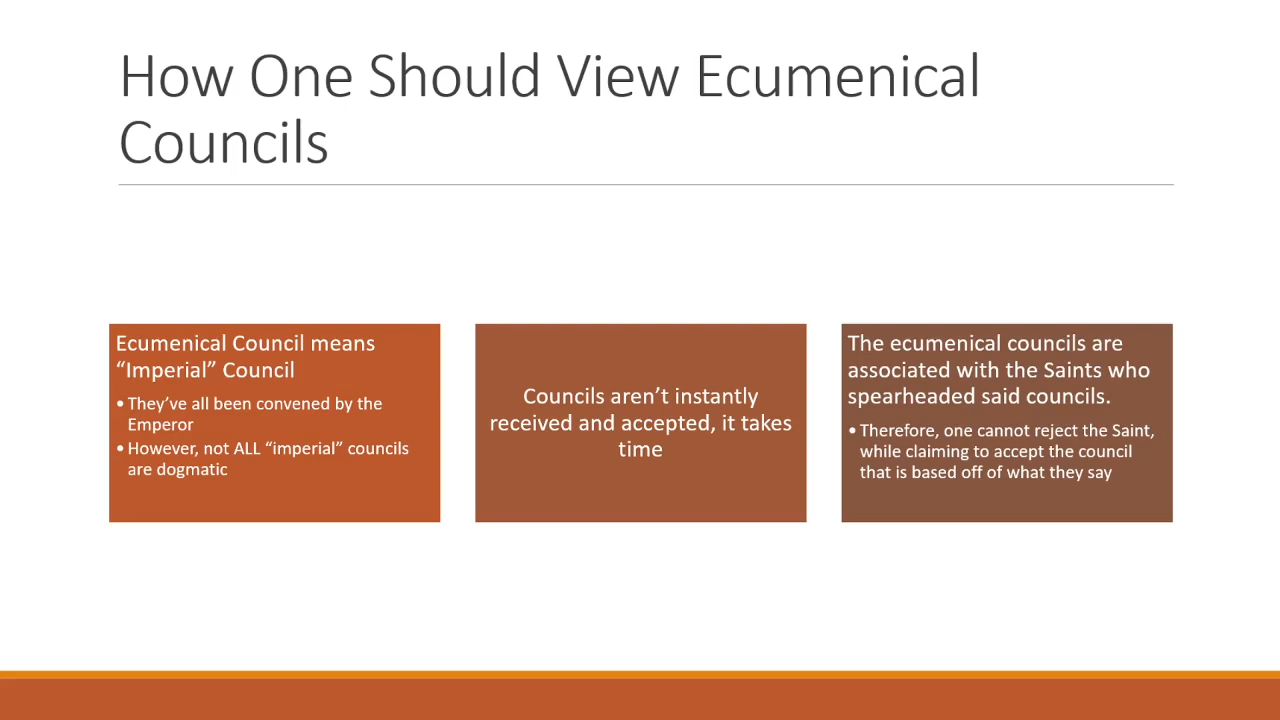 How One Should View Ecumenical
Councils
Ecumenical Council means
“Imperial” Council
• They’ve all been convened by the
Emperor
• However, not ALL “imperial” councils
are dogmatic
Councils aren’t instantly
received and accepted, it takes
time
The ecumenical councils are
associated with the Saints who
spearheaded said councils.
• Therefore, one cannot reject the Saint,
while claiming to accept the council
that is based off of what they say